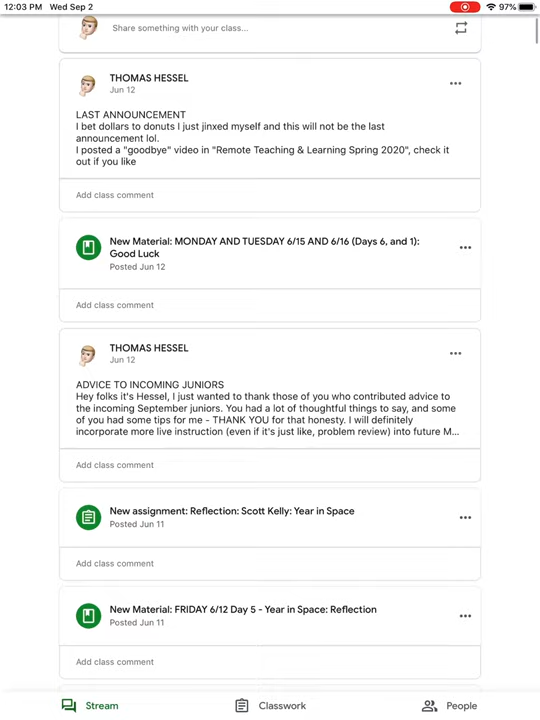 12:03 PM Wed Sep 2
97%
Share something with your class...
THOMAS HESSEL
Jun 12
LAST ANNOUNCEMENT
I bet dollars to donuts I just jinxed myself and this will not be the last
announcement lol.
I posted a "goodbye" video in "Remote Teaching & Learning Spring 2020", check it
out if you like
Add class comment
New Material: MONDAY AND TUESDAY 6/15 AND 6/16 (Days 6, and 1):
Good Luck
Posted Jun 12
Add class comment
THOMAS HESSEL
Jun 12
ADVICE TO INCOMING JUNIORS
Hey folks it's Hessel, I just wanted to thank those of you who contributed advice to
the incoming September juniors. You had a lot of thoughtful things to say, and some
of you had some tips for me - THANK YOU for that honesty. I will definitely
incorporate more live instruction (even if it's just like, problem review) into future M...
Add class comment
New assignment: Reflection: Scott Kelly: Year in Space
Posted Jun 11
Add class comment
New Material: FRIDAY 6/12 Day 5 - Year in Space: Reflection
Posted Jun 11
Add class comment
Stream
Classwork
People